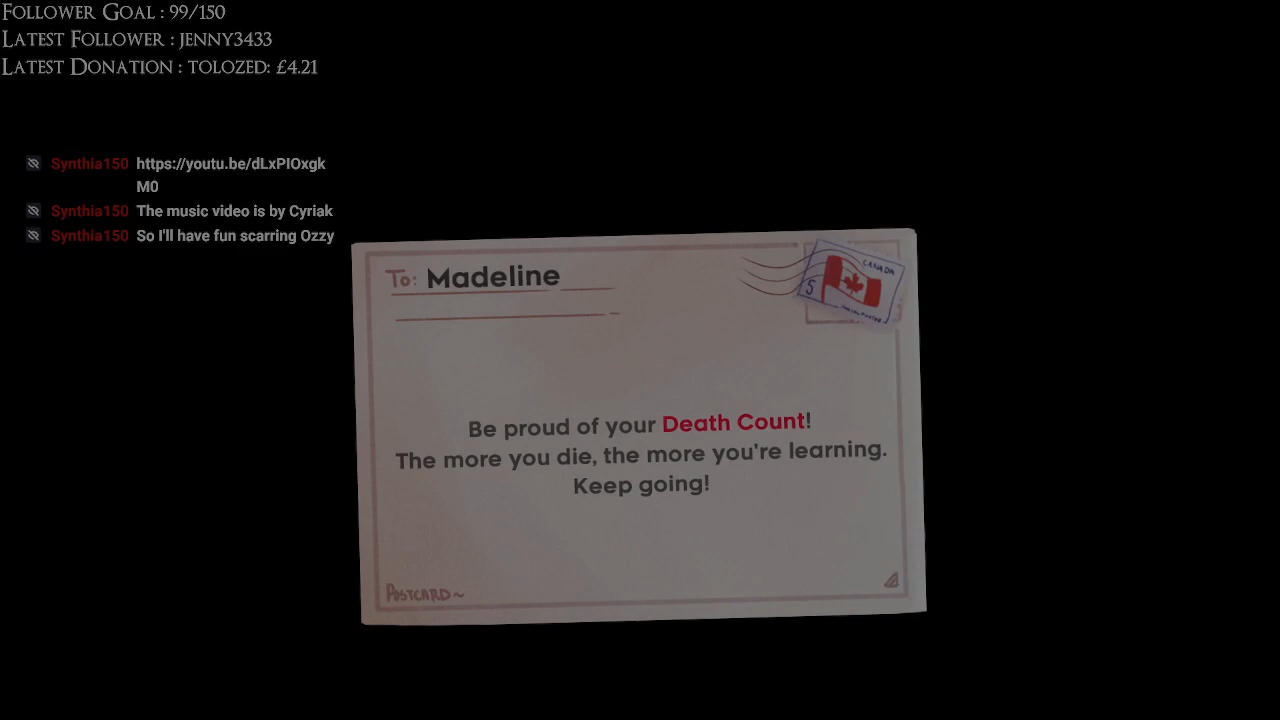 Follower Goal : 99/150
Latest Follower : jenny3433
Latest Donation : tolozed: £4.21
Synthia150 https://youtu.be/dLxPIOxgk
M0
Synthia150 The music video is by Cyriak
Synthia150 So I'll have fun scarring Ozzy
To: Madeline
CANADA
5
Be proud of your Death Count!
The more you die, the more you're learning.
Keep going!
POSTCARD~